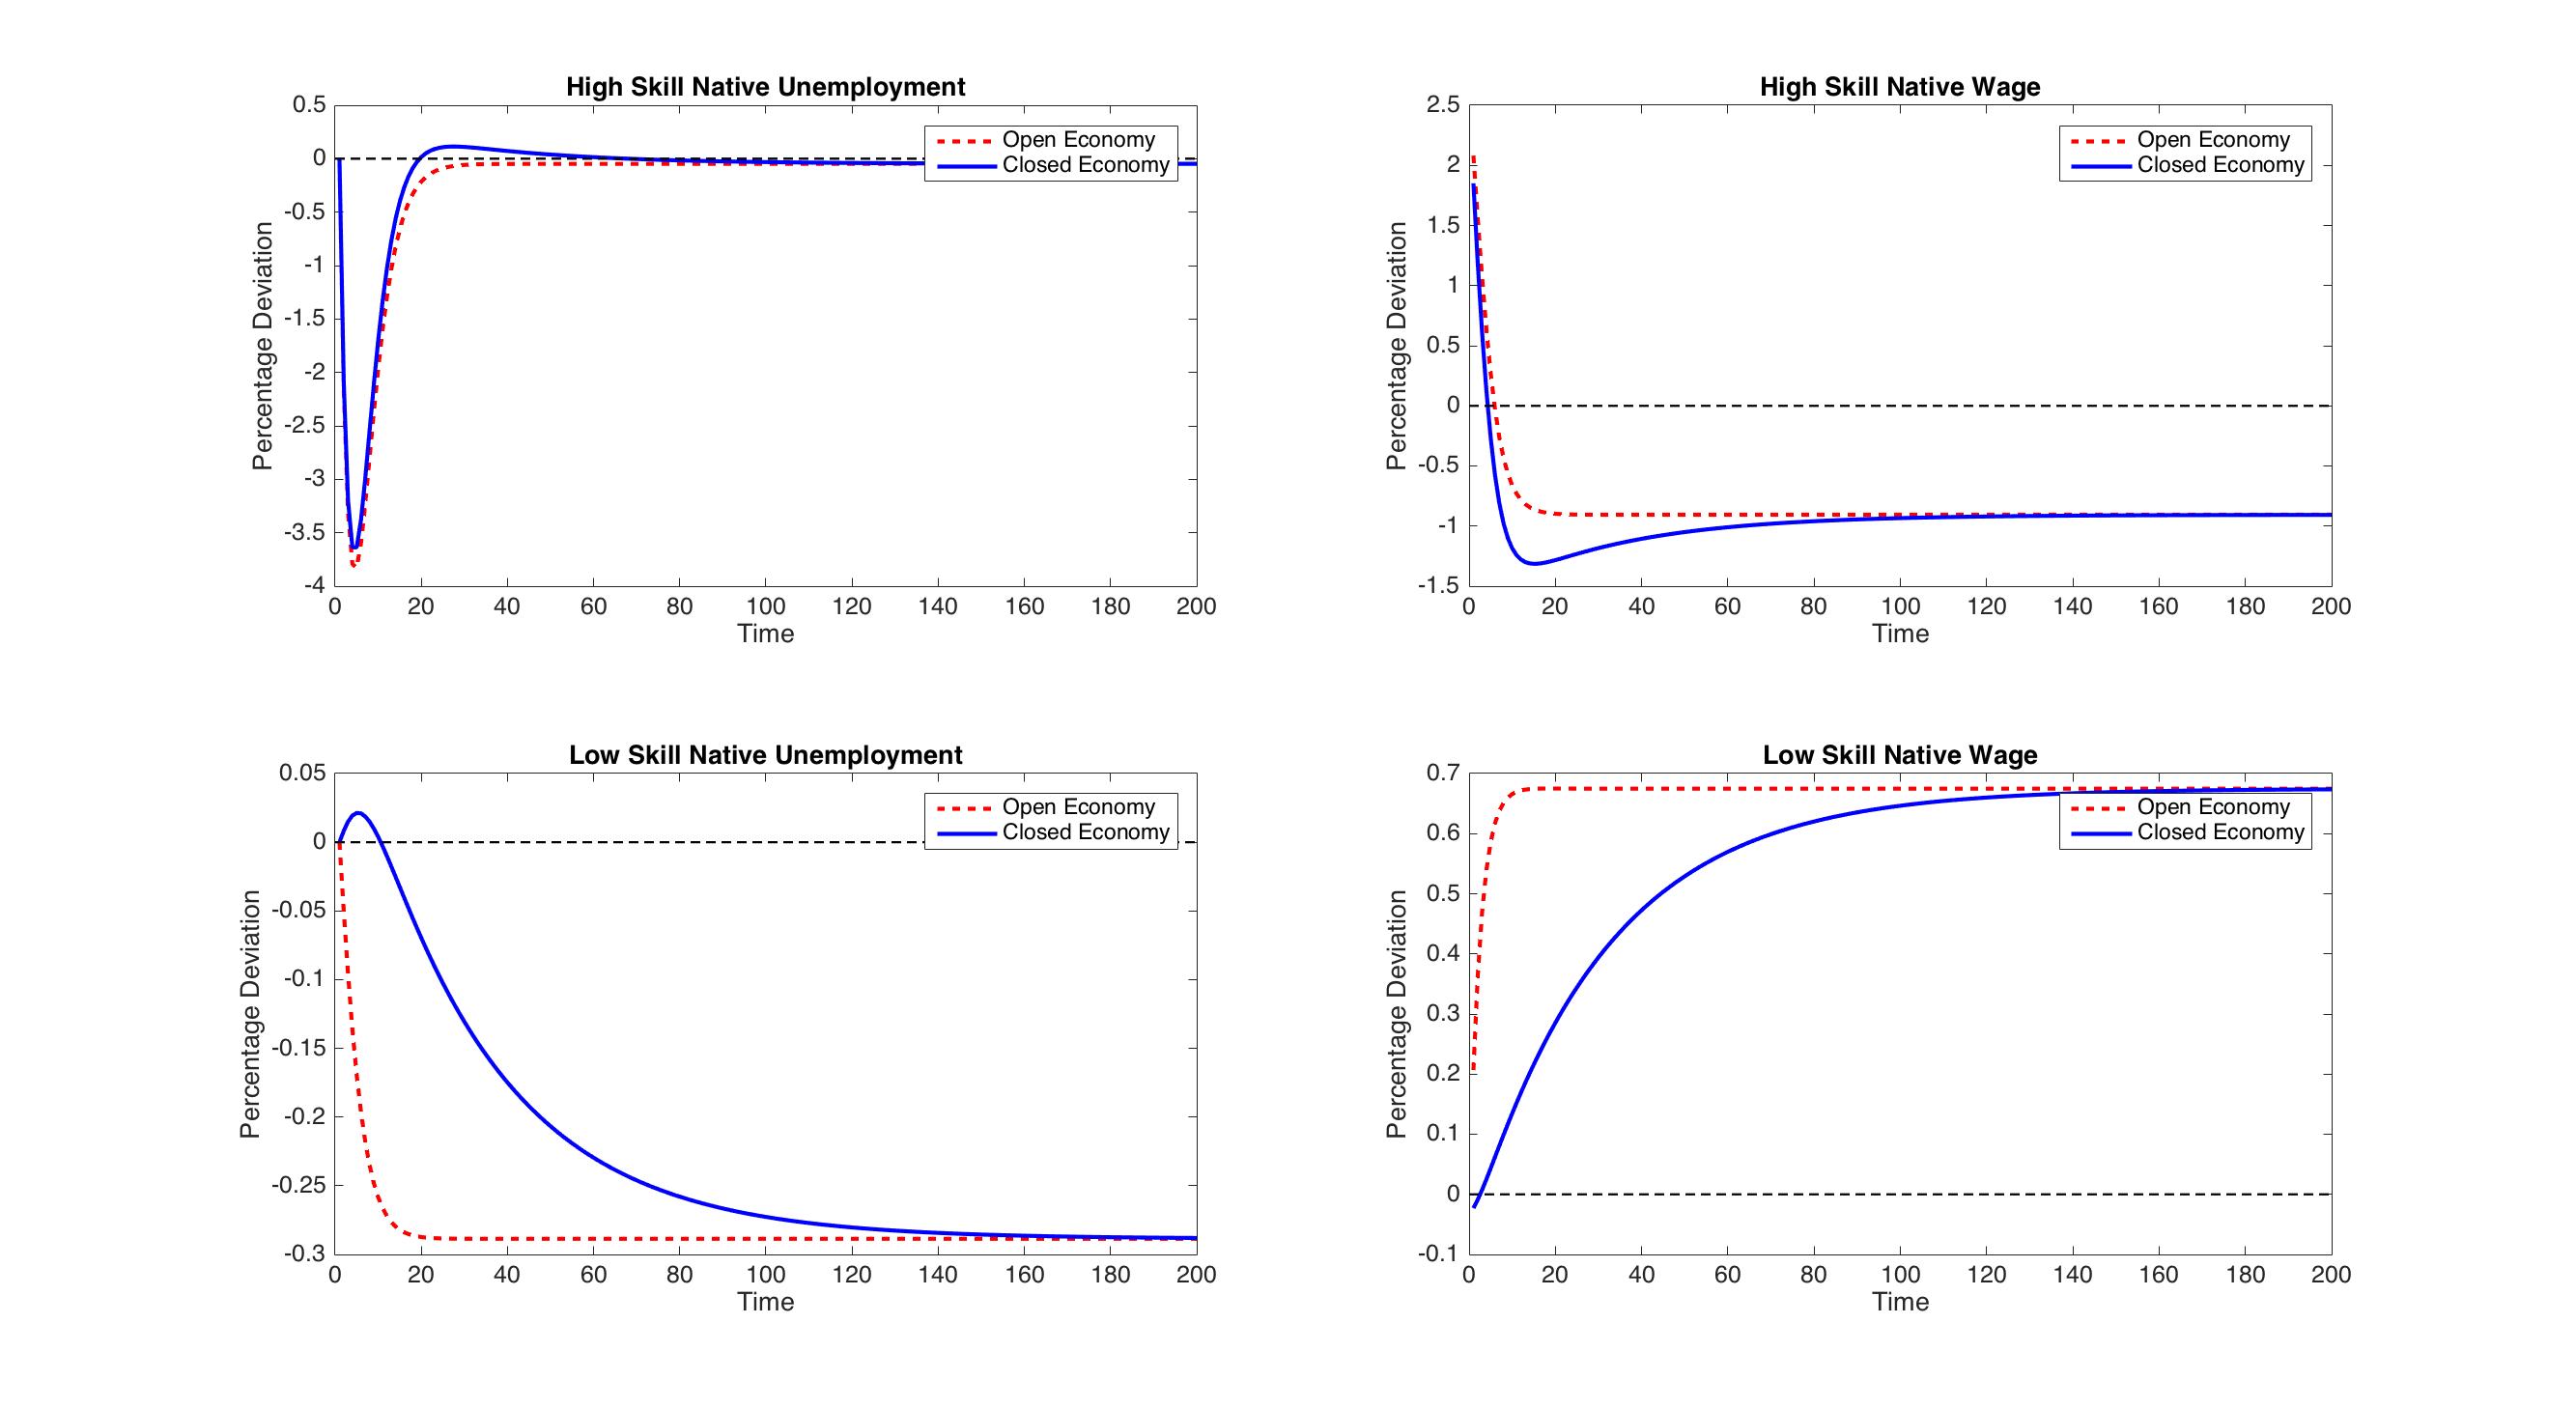 High Skill Native Unemployment
0.5
0
-0.5
-1
-1.5
-2
-2.5
-3
-3.5
-4
Percentage Deviation
Open Economy
Closed Economy
0 20 40 60 80 100 120 140 160 180 200
Time
High Skill Native Wage
2.5
2
1.5
1
0.5
0
-0.5
-1
-1.5
Percentage Deviation
Open Economy
Closed Economy
0 20 40 60 80 100 120 140 160 180 200
Time
Low Skill Native Unemployment
0.05
0
-0.05
-0.1
-0.15
-0.2
-0.25
-0.3
Percentage Deviation
Open Economy
Closed Economy
0 20 40 60 80 100 120 140 160 180 200
Time
Low Skill Native Wage
0.7
0.6
0.5
0.4
0.3
0.2
0.1
0
-0.1
Percentage Deviation
Open Economy
Closed Economy
0 20 40 60 80 100 120 140 160 180 200
Time